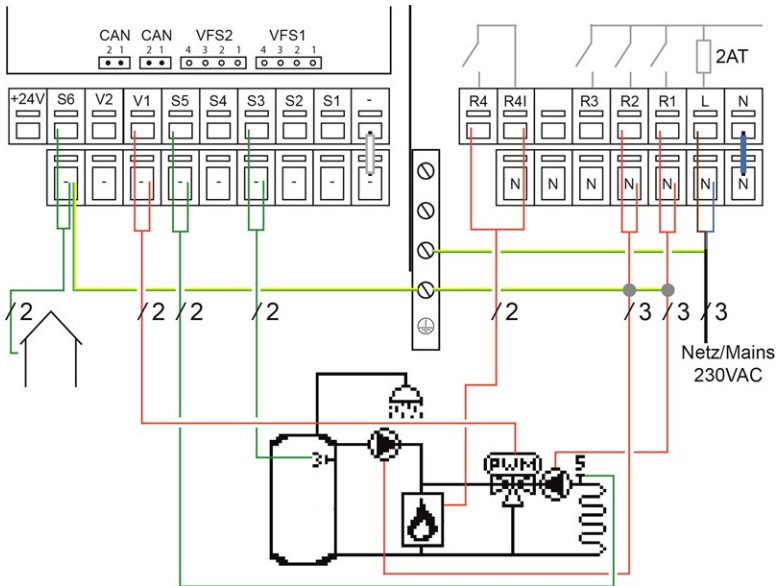 CAN CAN VFS2 VFS1
2 1 2 1 4 3 2 1 4 3 2 1
2AT
+24V S6 V2 V1 S5 S4 S3 S2 S1 -
R4 R4I R3 R2 R1 L N
- - - - - - - - -
N N N N N N N
/2 /2 /2 /2 /2 /3 /3 /3
Netz/Mains
230VAC
PWM
S